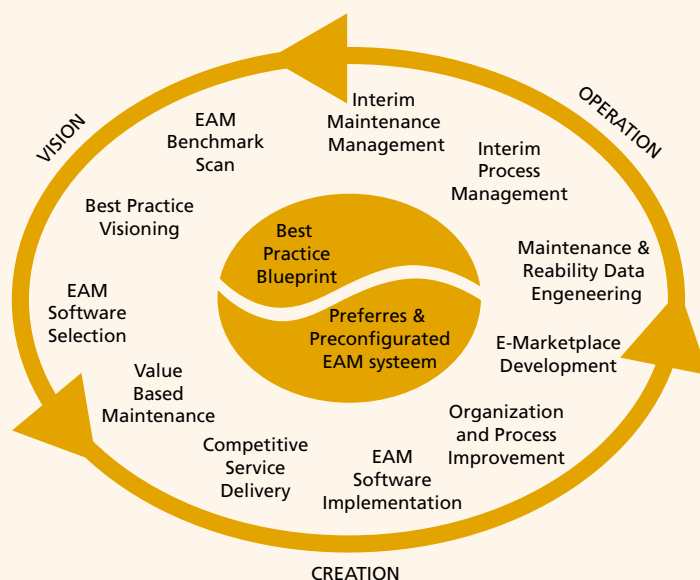 VISION
OPERATION
EAM
Benchmark
Scan
Interim
Maintenance
Management
Interim
Process
Management
Best Practice
Visioning
Best
Practice
Blueprint
Maintenance &
Reability Data
Engeneering
EAM
Software
Selection
Preferres &
Preconfigurated
EAM systeem
E-Marketplace
Development
Value
Based
Maintenance
Organization
and Process
Improvement
Competitive
Service
Delivery
EAM
Software
Implementation
CREATION